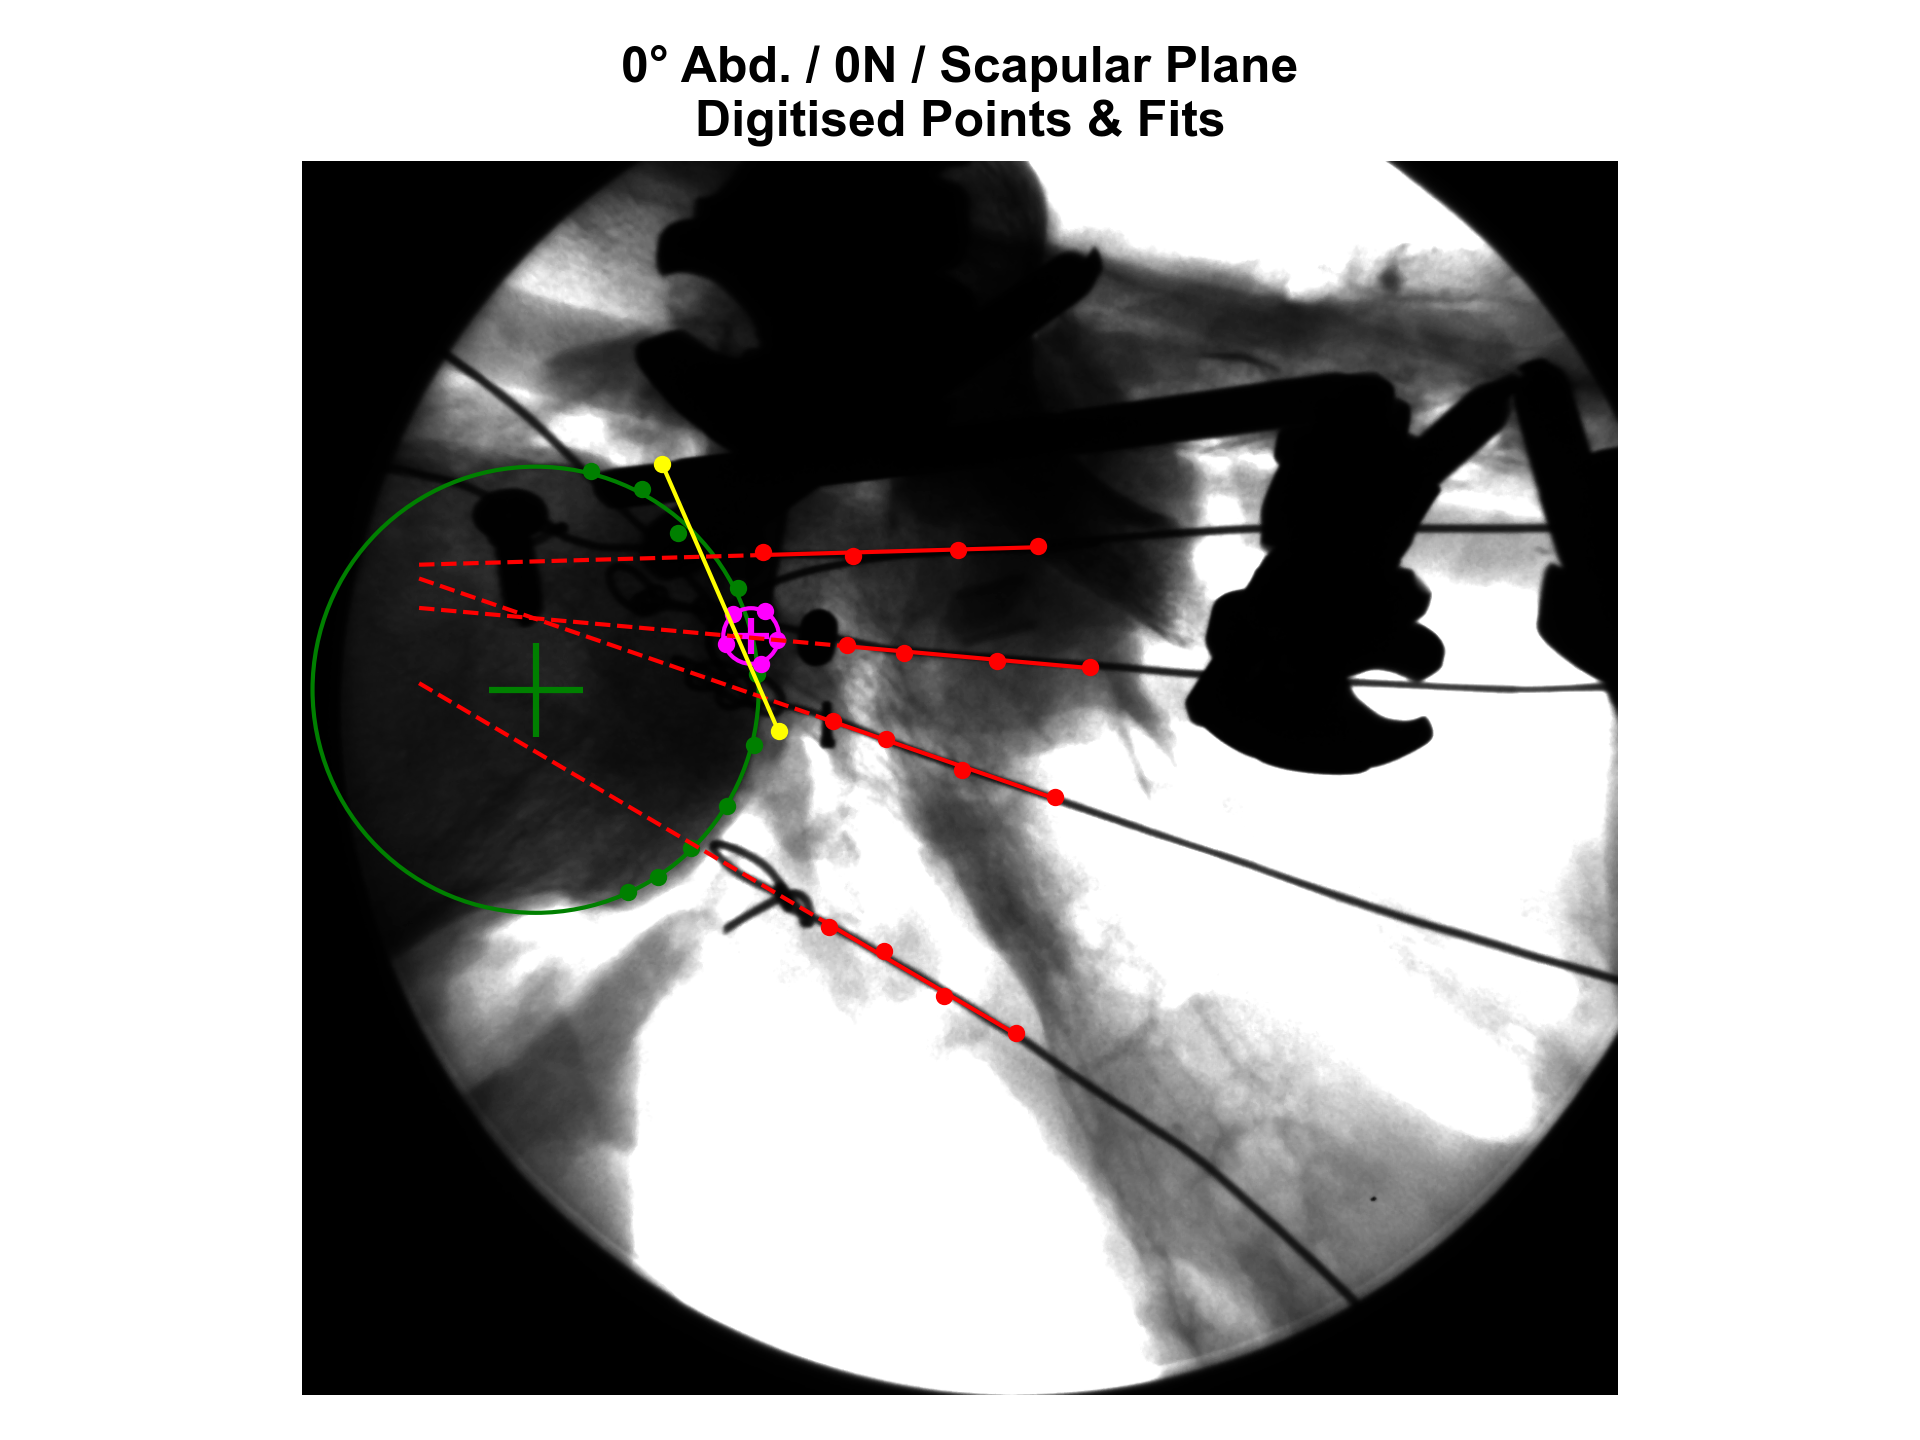 0° Abd. / 0N / Scapular Plane
Digitised Points & Fits